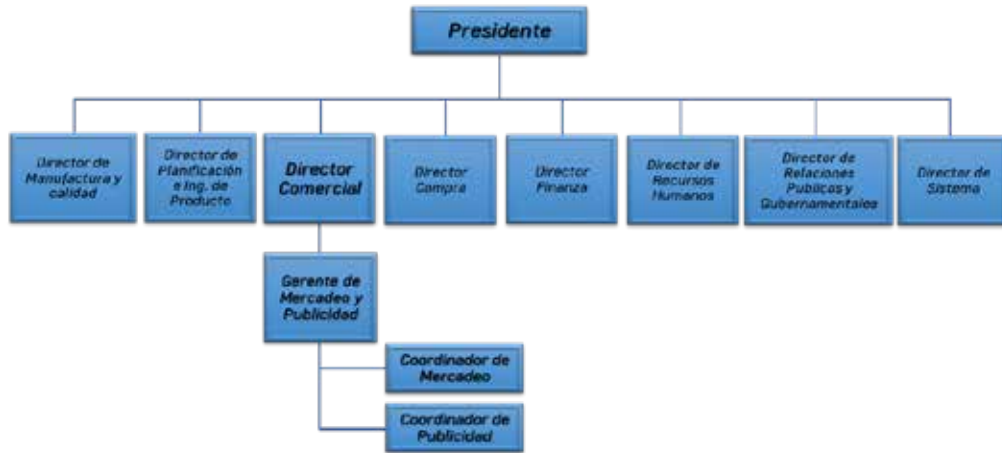 Presidente
Director de
Manufactura y
calidad
Director de
Planificación
e Ing. de
Producto
Director
Comercial
Director
Compra
Director
Finanza
Director de
Recursos
Humanos
Director de
Relaciones
Publicas y
Gubernamentales
Director de
Sistema
Gerente de
Mercadeo y
Publicidad
Coordinador de
Mercadeo
Coordinador de
Publicidad